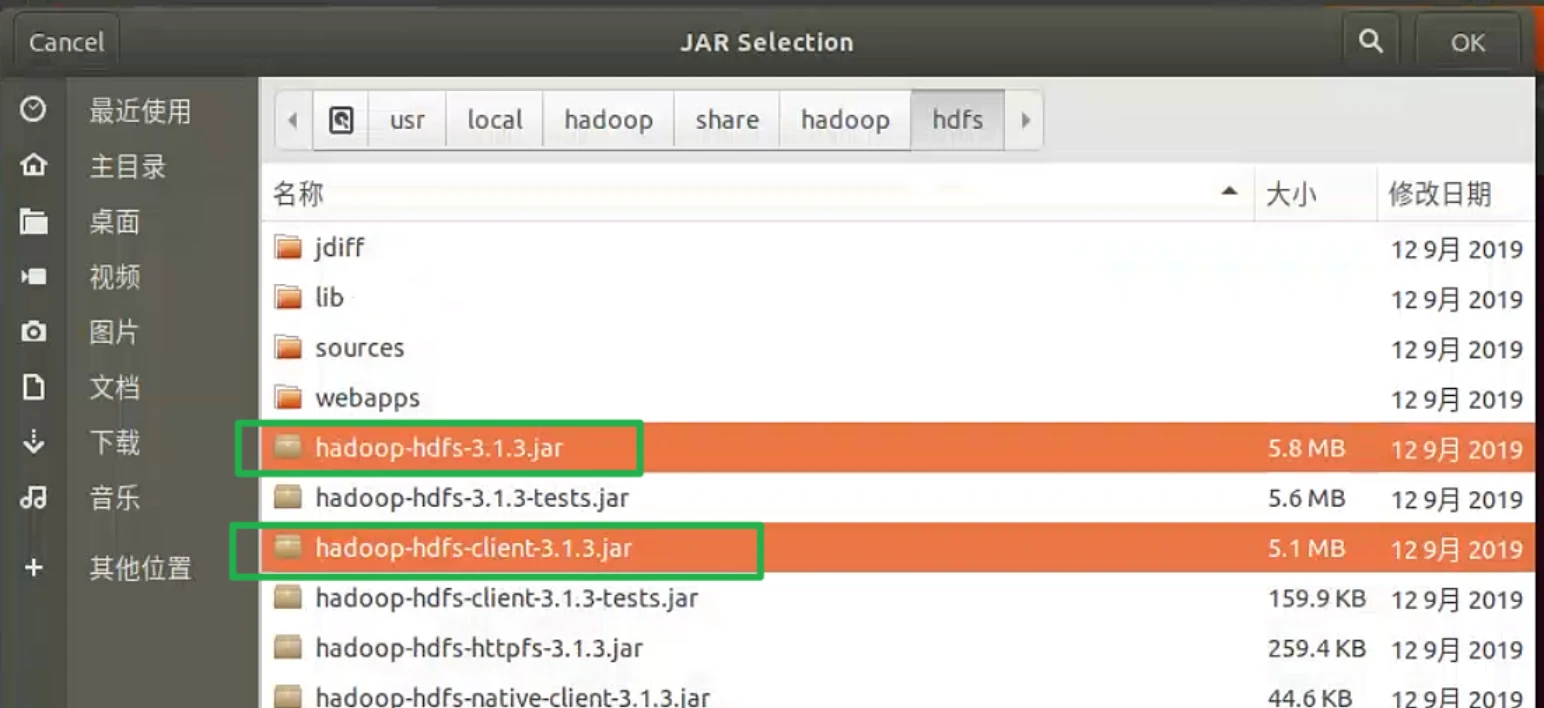 Cancel JAR Selection OK
最近使用
主目录
桌面
视频
图片
文档
下载
音乐
其他位置
usr local hadoop share hadoop hdfs
名称 大小 修改日期
jdiff 12 9月 2019
lib 12 9月 2019
sources 12 9月 2019
webapps 12 9月 2019
hadoop-hdfs-3.1.3.jar 5.8 MB 12 9月 2019
hadoop-hdfs-3.1.3-tests.jar 5.6 MB 12 9月 2019
hadoop-hdfs-client-3.1.3.jar 5.1 MB 12 9月 2019
hadoop-hdfs-client-3.1.3-tests.jar 159.9 KB 12 9月 2019
hadoop-hdfs-httpfs-3.1.3.jar 259.4 KB 12 9月 2019
hadoop-hdfs-native-client-3.1.3.jar 44.6 KB 12 9月 2019